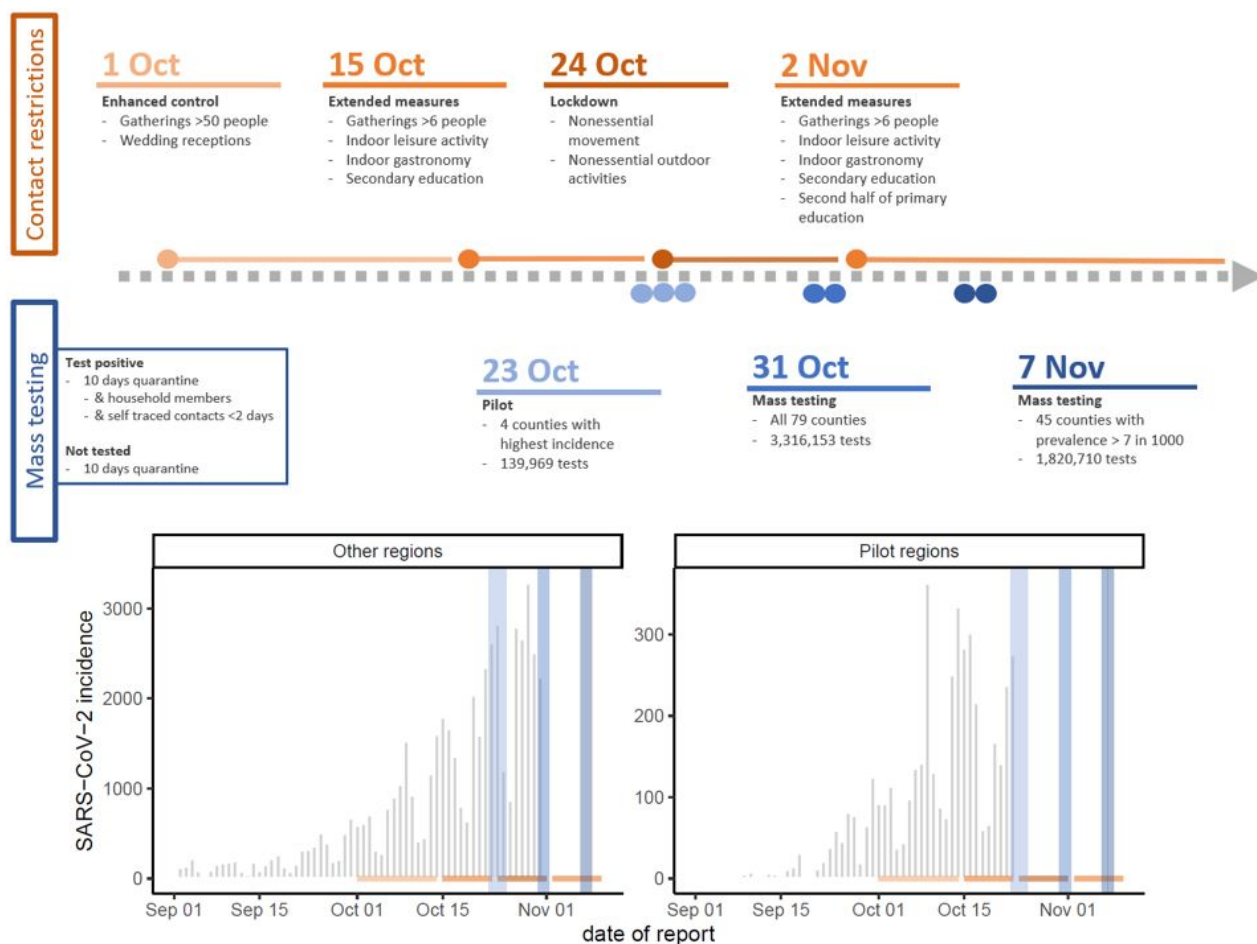 Contact restrictions
1 Oct
Enhanced control
- Gatherings >50 people
- Wedding receptions
15 Oct
Extended measures
- Gatherings >6 people
- Indoor leisure activity
- Indoor gastronomy
- Secondary education
24 Oct
Lockdown
- Nonessential
movement
- Nonessential outdoor
activities
2 Nov
Extended measures
- Gatherings >6 people
- Indoor leisure activity
- Indoor gastronomy
- Secondary education
- Second half of primary
education
Mass testing
Test positive
- 10 days quarantine
- & household members
- & self traced contacts <2 days
Not tested
- 10 days quarantine
23 Oct
Pilot
- 4 counties with
highest incidence
- 139,969 tests
31 Oct
Mass testing
- All 79 counties
- 3,316,153 tests
7 Nov
Mass testing
- 45 counties with
prevalence > 7 in 1000
- 1,820,710 tests
Other regions
SARS-CoV-2 incidence
3000
2000
1000
0
Sep 01
Sep 15
Oct 01
Oct 15
Nov 01
Pilot regions
300
200
100
0
Sep 01
Sep 15
Oct 01
Oct 15
Nov 01
date of report